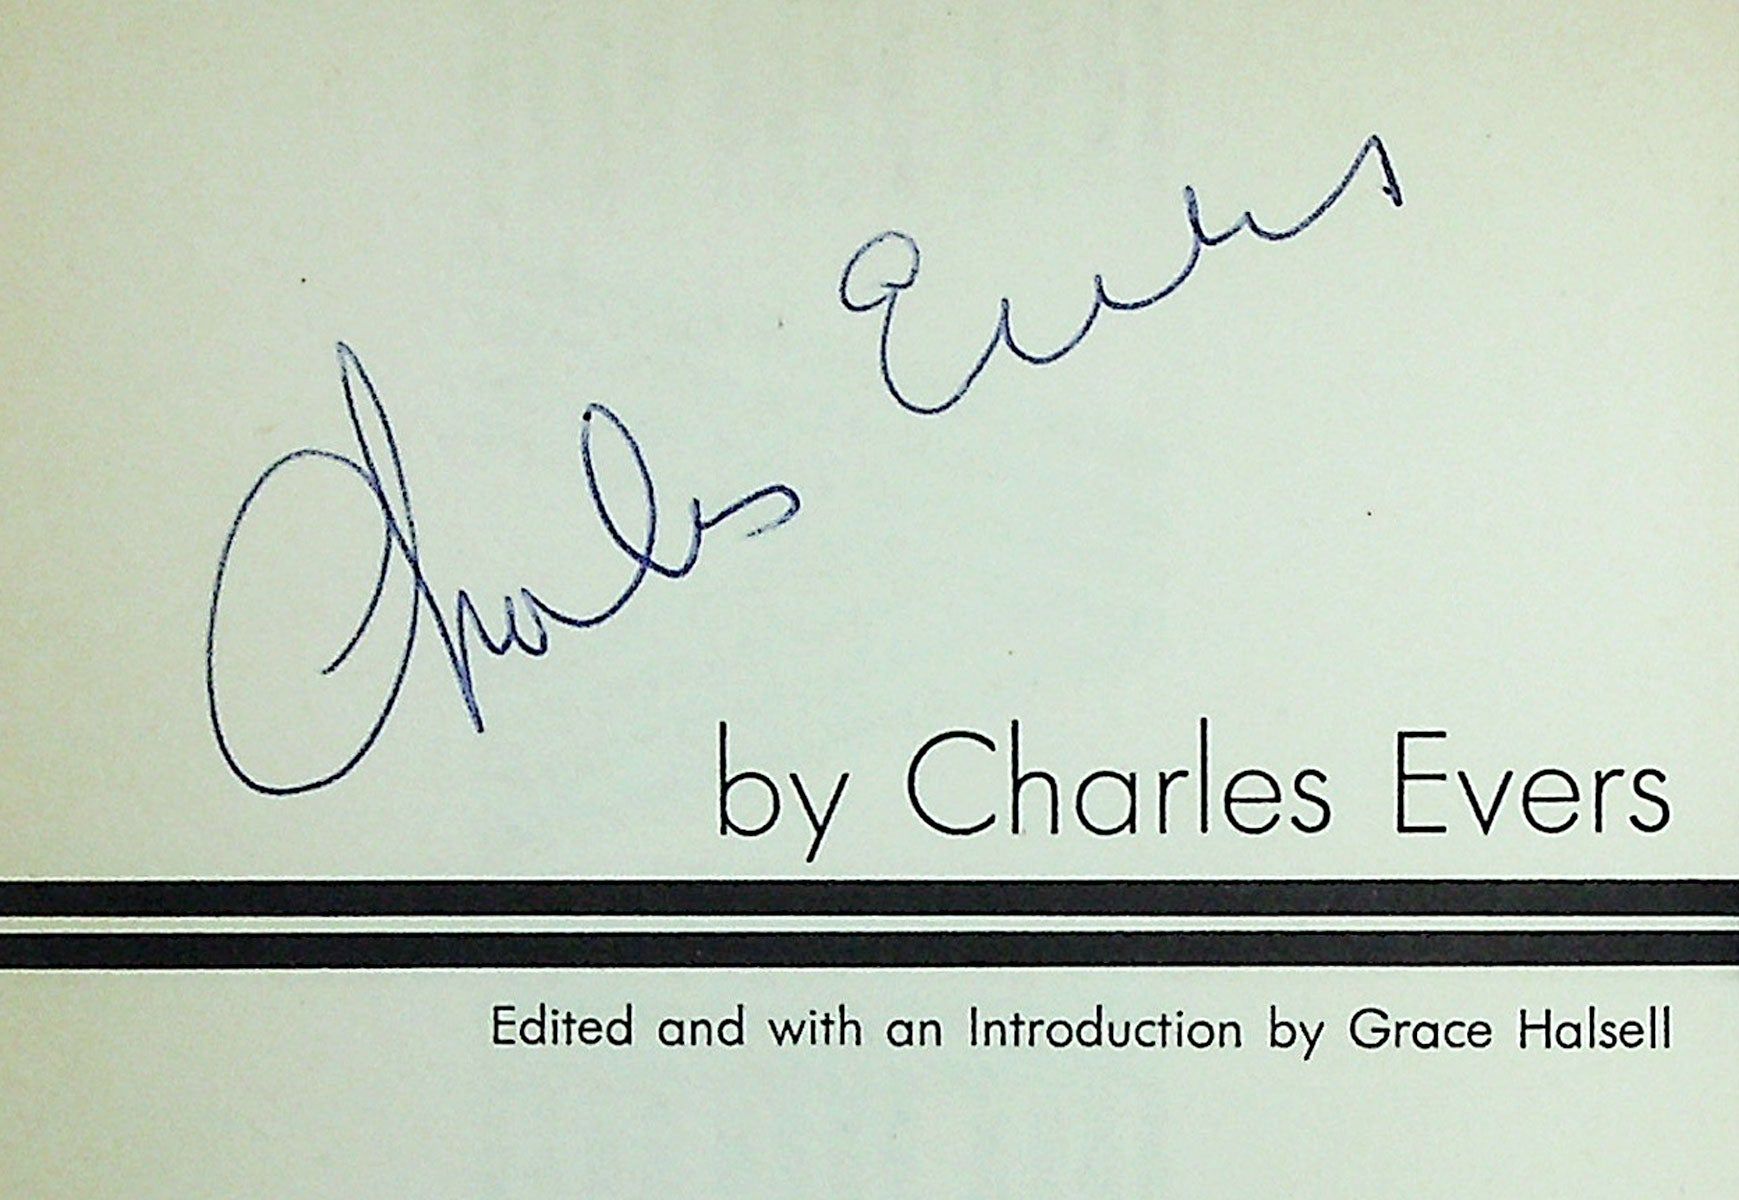 Charles Evers
by Charles Evers
Edited and with an Introduction by Grace Halsell